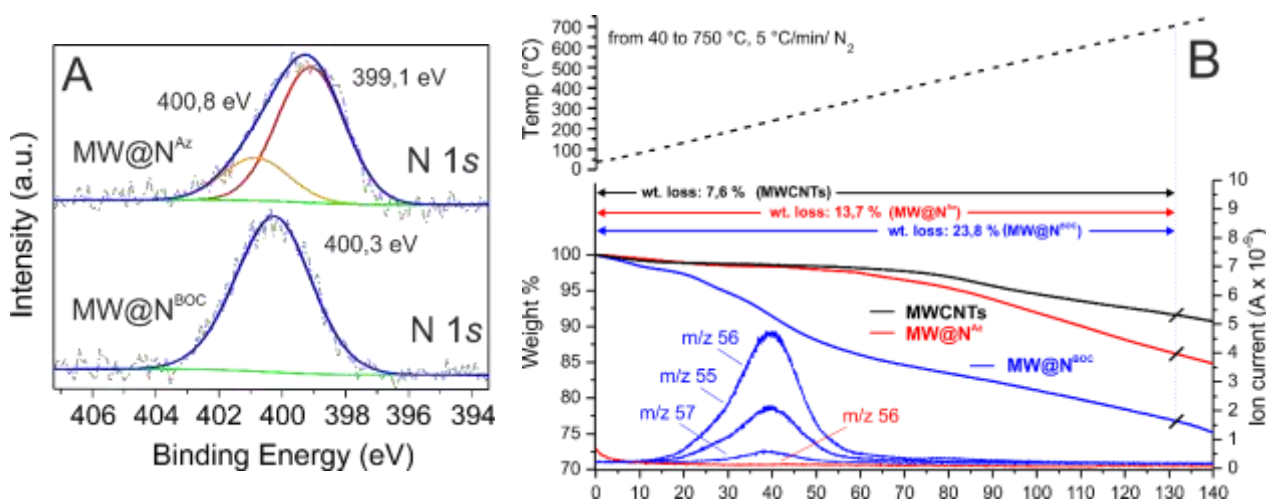 A
399,1 eV
400,8 eV
MW@N^Az
N 1s
400,3 eV
MW@N^BOC
N 1s
Intensity (a.u.)
406 404 402 400 398 396 394
Binding Energy (eV)
B
from 40 to 750 °C, 5 °C/min/ N₂
Temp (°C)
700
600
500
400
300
200
100
0
wt. loss: 7,6 % (MWCNTs)
wt. loss: 13,7 % (MW@N^Az)
wt. loss: 23,8 % (MW@N^BOC)
Weight %
100
95
90
85
80
75
70
MWCNTs
MW@N^Az
MW@N^BOC
m/z 56
m/z 55
m/z 57
m/z 56
10
9
8
7
6
5
4
3
2
1
0
Ion current (A x 10⁻⁹)
0 10 20 30 40 50 60 70 80 90 100 110 120 130 140